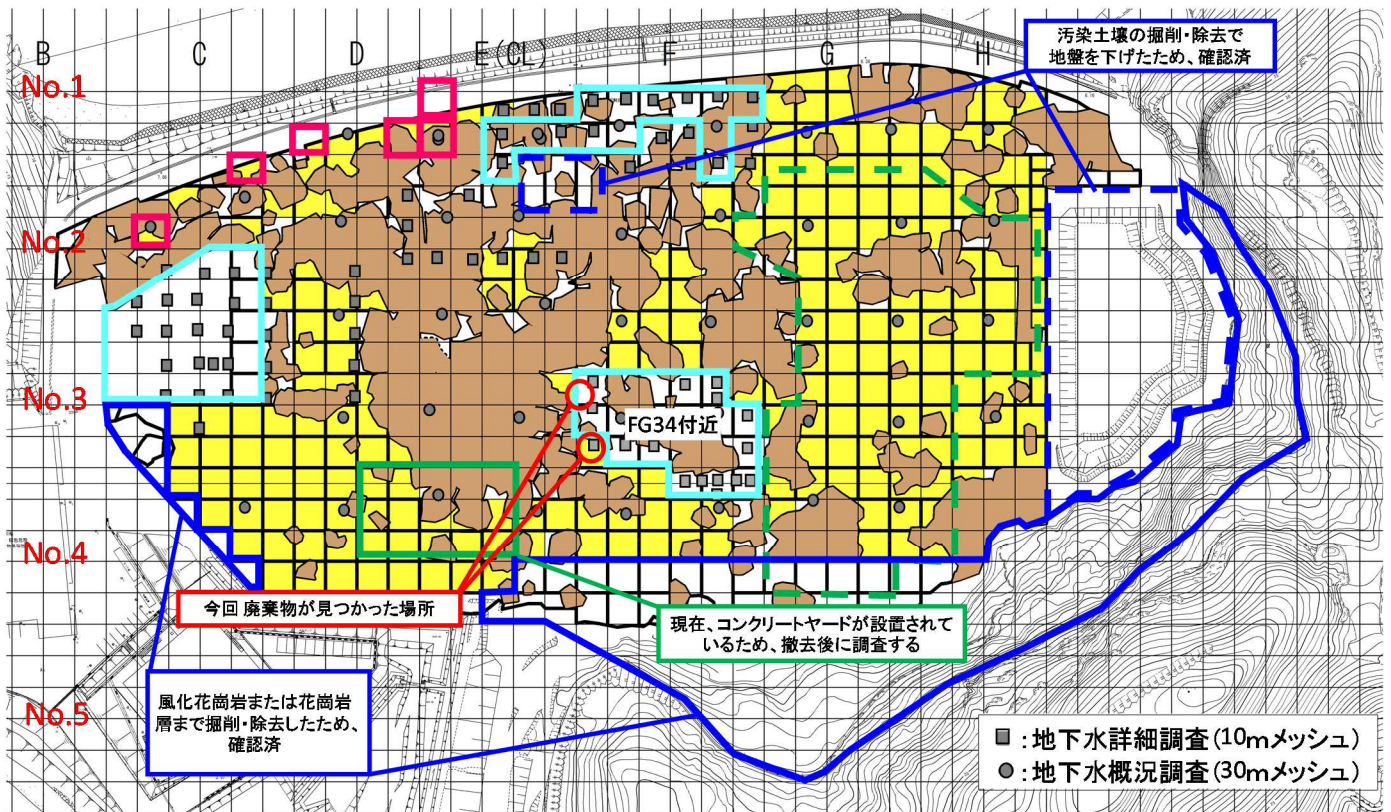 B
C
D
E(CL)
F
G
H
No.1
No.2
No.3
No.4
No.5
汚染土壌の掘削・除去で
地盤を下げたため、確認済
FG34付近
今回 廃棄物が見つかった場所
現在、コンクリートヤードが設置されて
いるため、撤去後に調査する
風化花崗岩または花崗岩
層まで掘削・除去したため、
確認済
：地下水詳細調査(10mメッシュ)
：地下水概況調査(30mメッシュ)